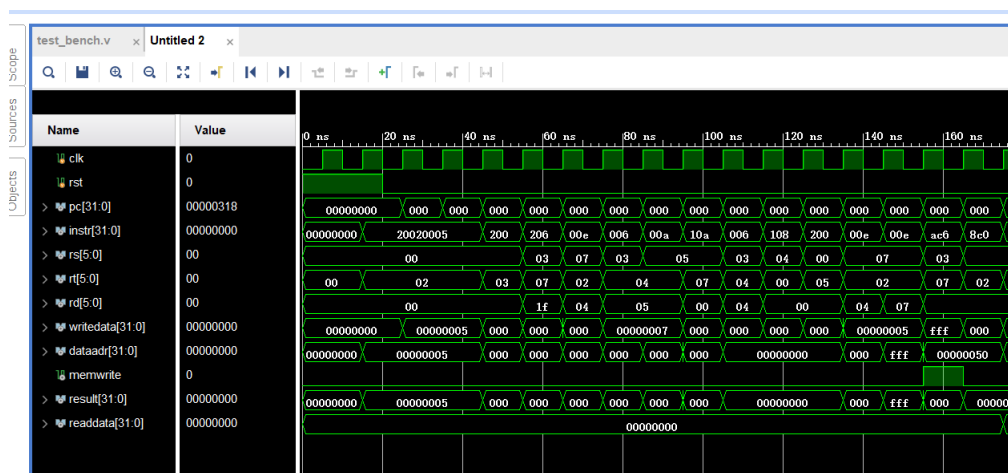 test_bench.v × Untitled 2 ×
Scope
Sources
Objects
Name Value
0 ns 20 ns 40 ns 60 ns 80 ns 100 ns 120 ns 140 ns 160 ns
clk 0
rst 0
pc[31:0] 00000318 00000000 000 000 000 000 000 000 000 000 000 000 000 000 000 000 000
instr[31:0] 00000000 00000000 20020005 200 206 00e 006 00a 10a 006 108 200 00e 00e ac6 8c0
rs[5:0] 00 00 03 07 03 05 03 04 00 07 03
rt[5:0] 00 00 02 03 07 02 04 07 04 00 05 02 07 02
rd[5:0] 00 00 1f 04 05 00 04 00 04 07
writedata[31:0] 00000000 00000000 00000005 000 000 000 00000007 000 000 000 000 00000005 fff 000
dataadr[31:0] 00000000 00000000 00000005 000 000 000 000 000 000 00000000 000 fff 00000050
memwrite 0
result[31:0] 00000000 00000000 00000005 000 000 000 000 000 000 00000000 000 fff 000 00000
readdata[31:0] 00000000 00000000